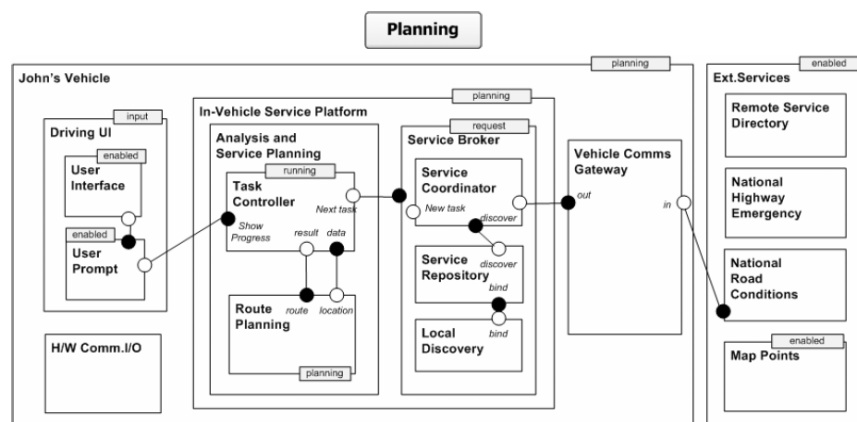 Planning
planning
John's Vehicle
enabled
Ext.Services
planning
In-Vehicle Service Platform
input
Driving UI
enabled
User
Interface
enabled
User
Prompt
H/W Comm.I/O
Analysis and
Service Planning
running
Task
Controller
Next task
Show
Progress
result
data
route
location
Route
Planning
planning
request
Service Broker
Service
Coordinator
New task
discover
Service
Repository
discover
bind
bind
Local
Discovery
Vehicle Comms
Gateway
out
in
Remote Service
Directory
National
Highway
Emergency
National
Road
Conditions
enabled
Map Points